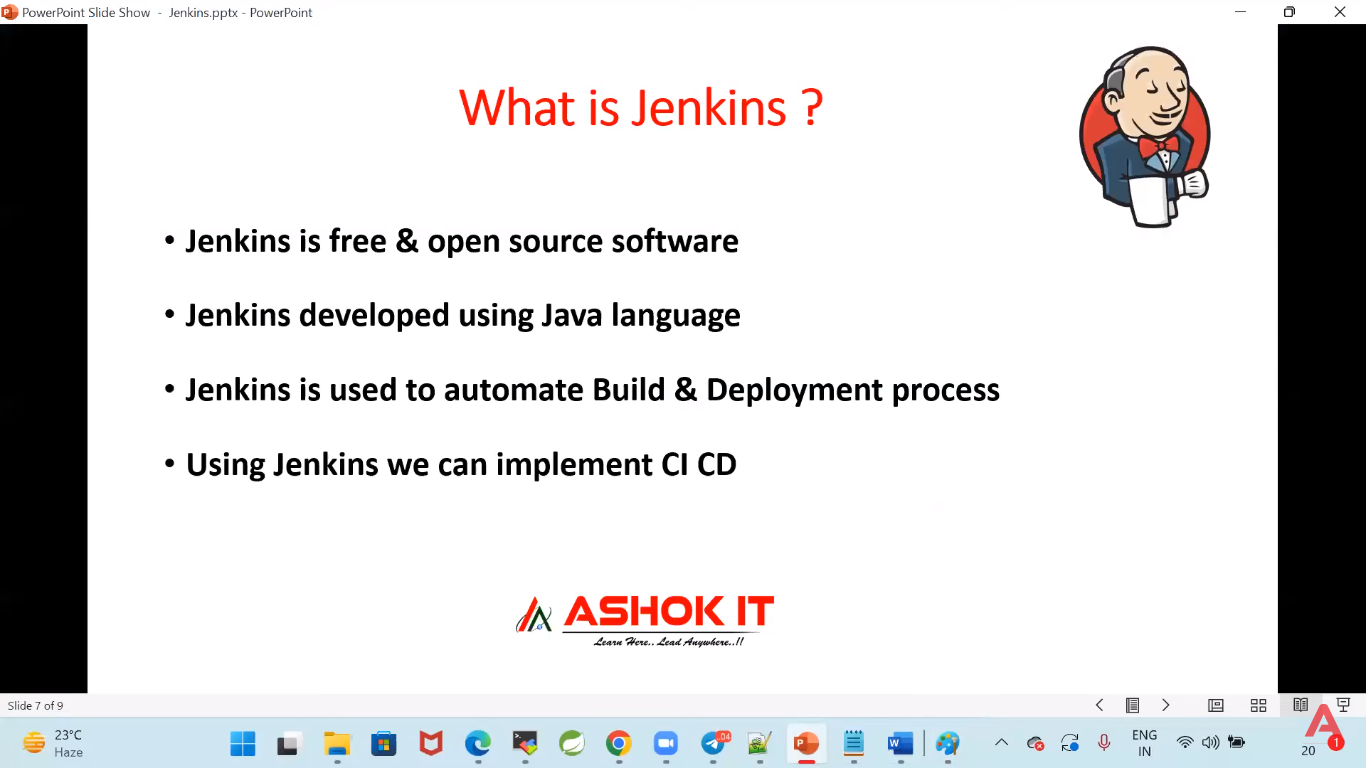 PowerPoint Slide Show - Jenkins.pptx - PowerPoint
What is Jenkins ?
• Jenkins is free & open source software
• Jenkins developed using Java language
• Jenkins is used to automate Build & Deployment process
• Using Jenkins we can implement CI CD
ASHOK IT
Learn Here.. Lead Anywhere..!!
Slide 7 of 9
23°C
Haze
.04
ENG
IN
20
1